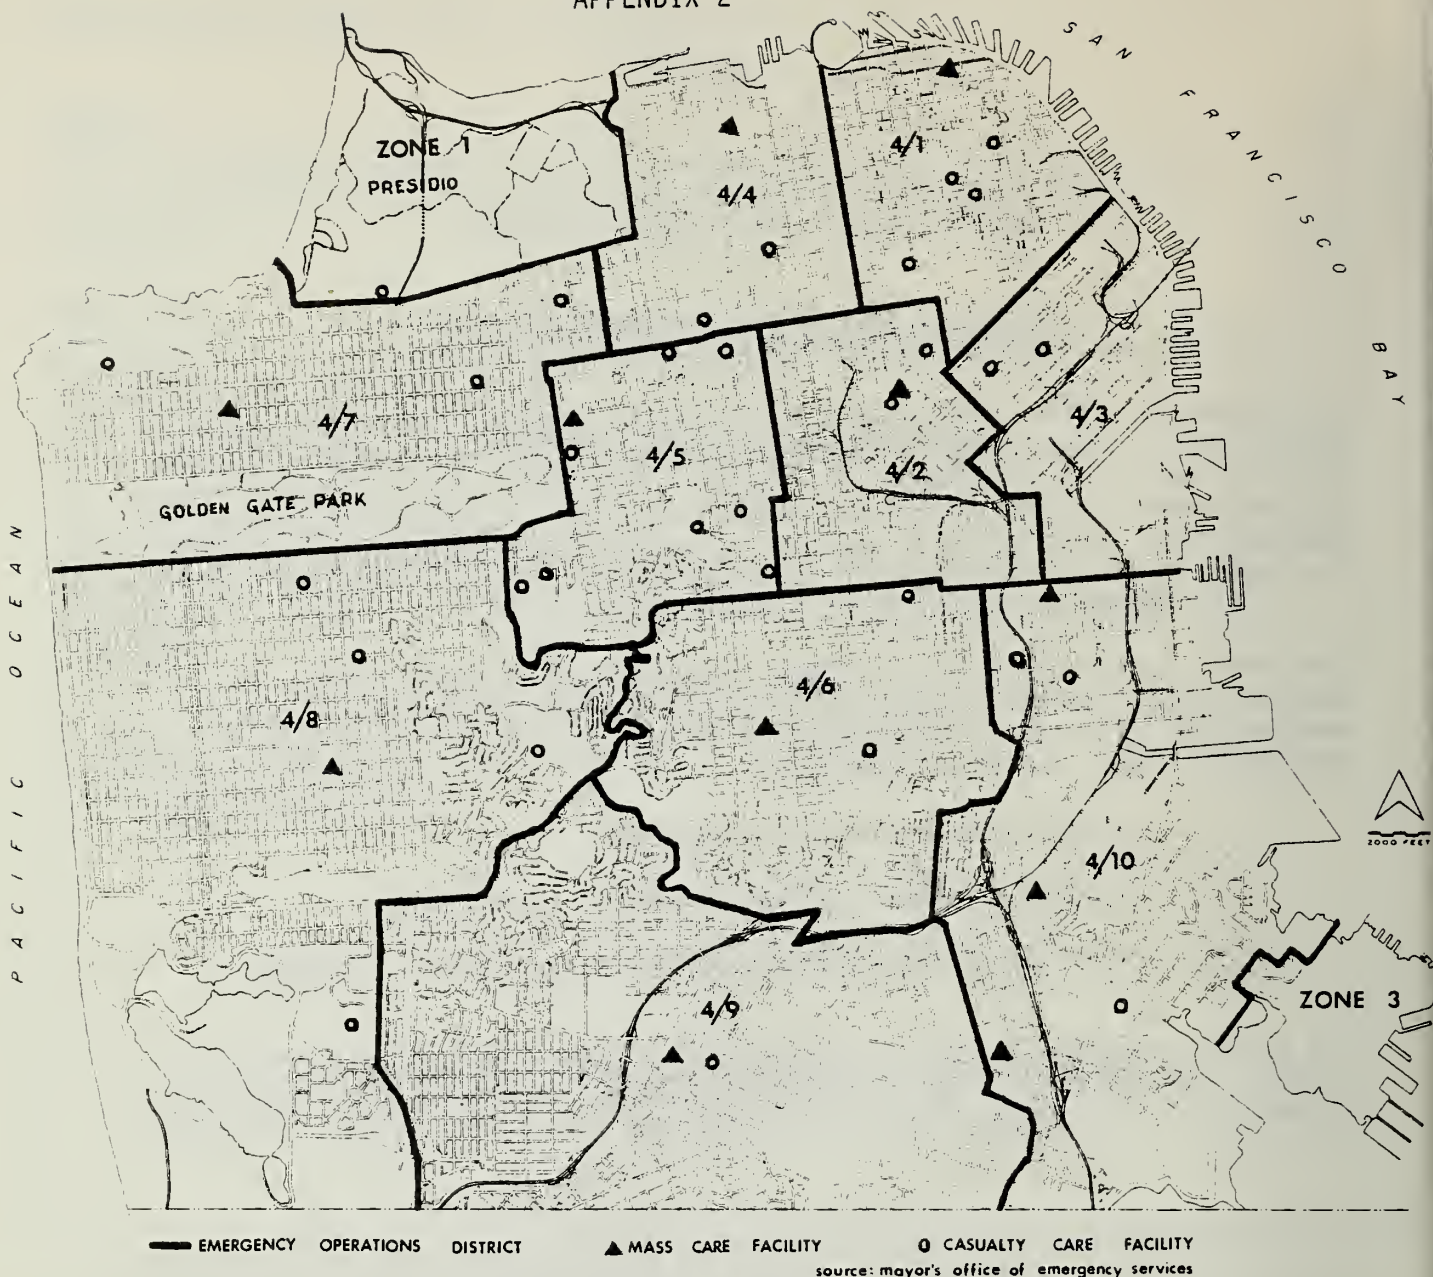 APPENDIX 2
SAN FRANCISCO BAY
ZONE 1
PRESIDIO
4/1
4/4
4/7
4/5
4/2
4/3
GOLDEN GATE PARK
PACIFIC OCEAN
4/6
4/8
4/10
2000 FEET
ZONE 3
4/9
EMERGENCY OPERATIONS DISTRICT
MASS CARE FACILITY
CASUALTY CARE FACILITY
source: mayor's office of emergency services